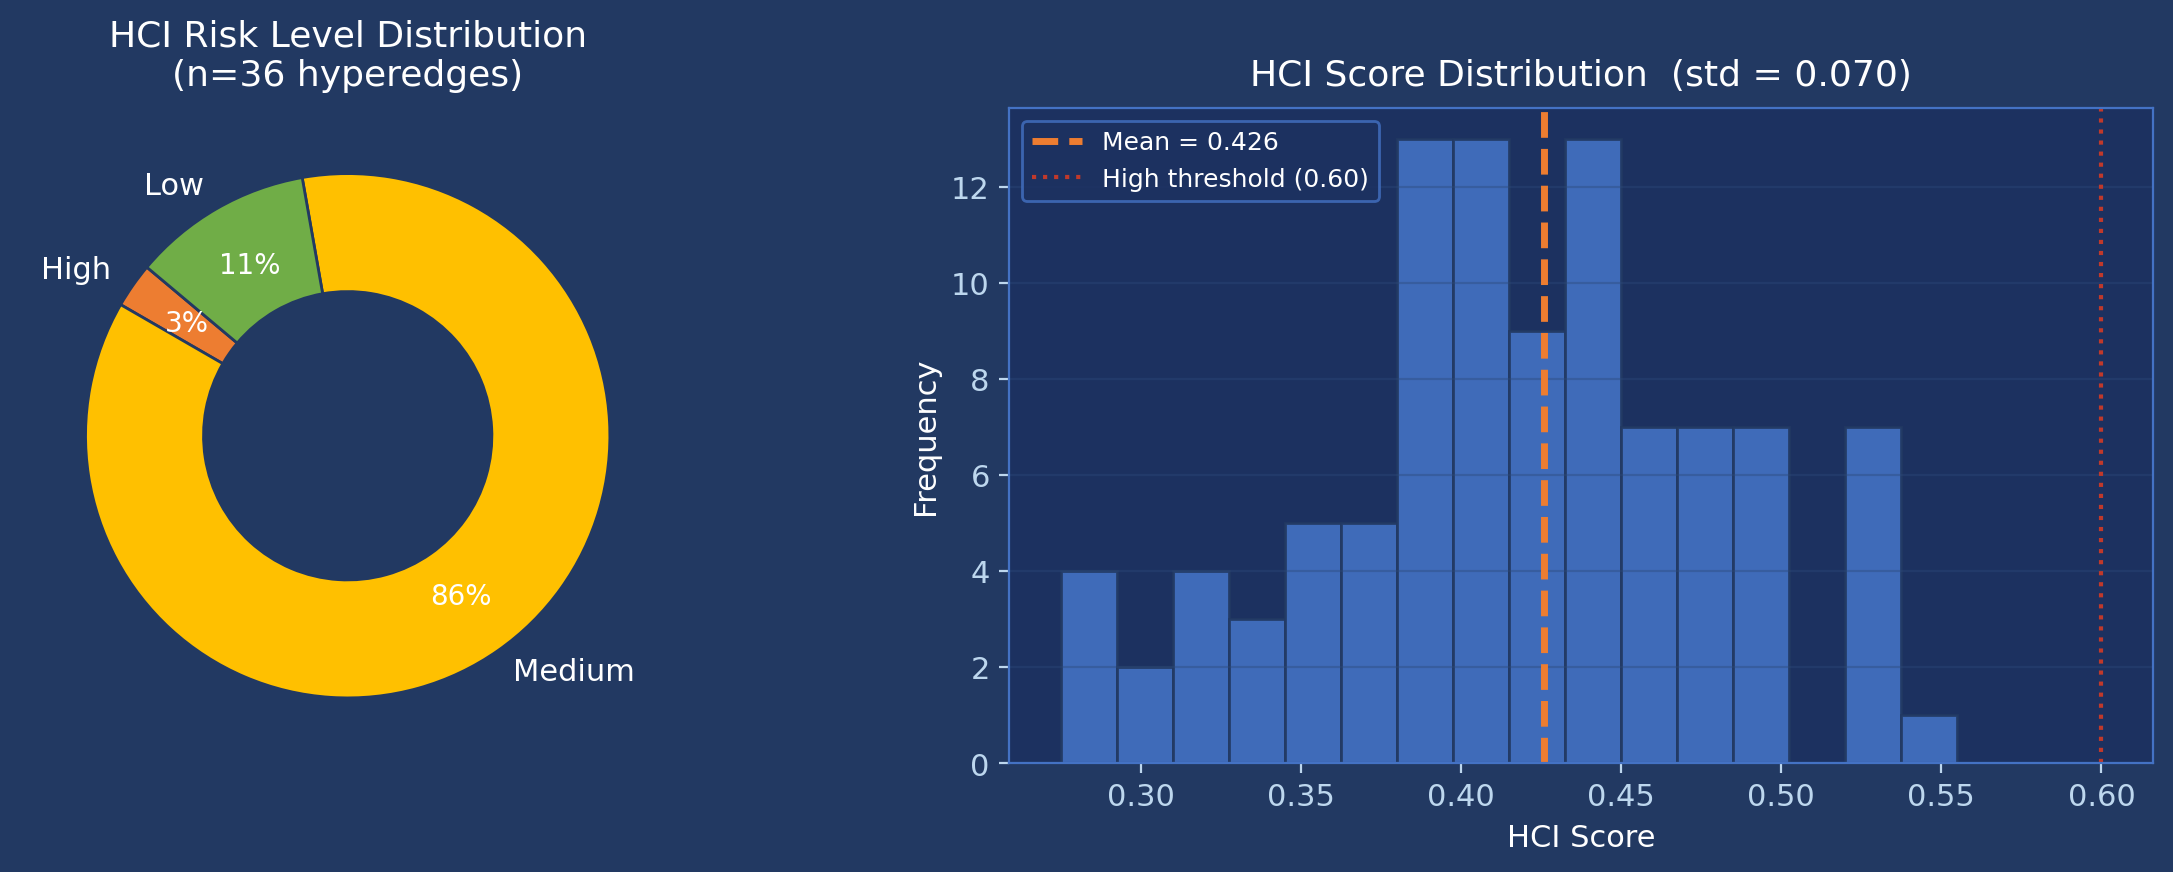 HCI Risk Level Distribution
(n=36 hyperedges)
Low
11%
High
3%
86%
Medium
HCI Score Distribution  (std = 0.070)
Mean = 0.426
High threshold (0.60)
Frequency
12
10
8
6
4
2
0
0.30 0.35 0.40 0.45 0.50 0.55 0.60
HCI Score